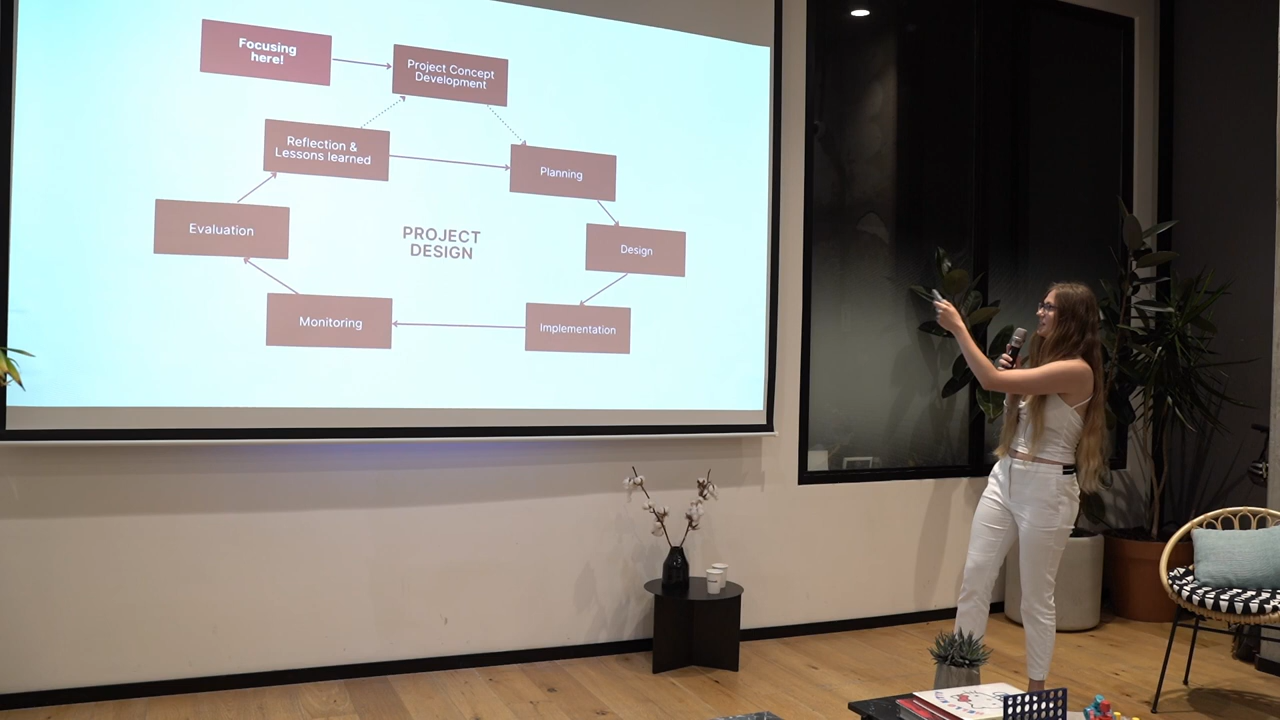 Focusing
here!
Project Concept
Development
Reflection &
Lessons learned
Planning
Evaluation
PROJECT
DESIGN
Design
Monitoring
Implementation